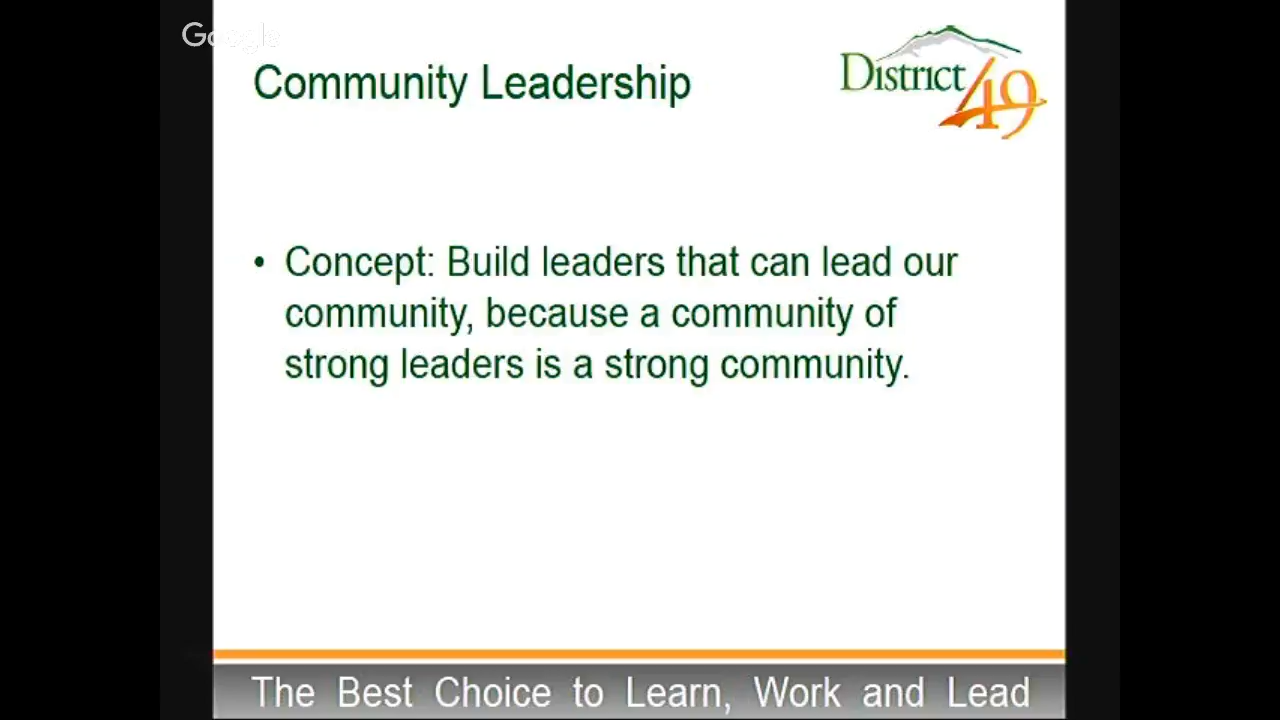 Google
Community Leadership
District
49
• Concept: Build leaders that can lead our
community, because a community of
strong leaders is a strong community.
The Best Choice to Learn, Work and Lead